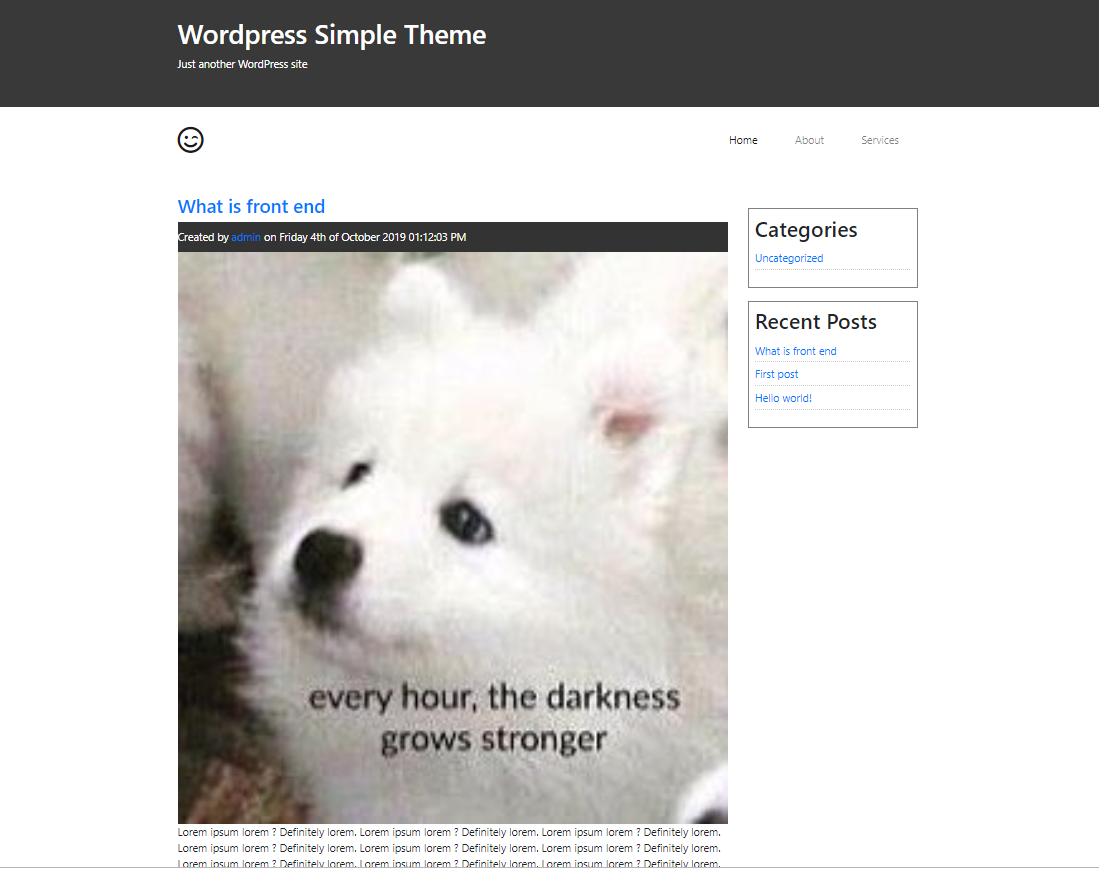 Wordpress Simple Theme
Just another WordPress site
Home About Services
What is front end
Created by admin on Friday 4th of October 2019 01:12:03 PM
every hour, the darkness
grows stronger
Lorem ipsum lorem ? Definitely lorem. Lorem ipsum lorem ? Definitely lorem. Lorem ipsum lorem ? Definitely lorem.
Lorem ipsum lorem ? Definitely lorem. Lorem ipsum lorem ? Definitely lorem. Lorem ipsum lorem ? Definitely lorem.
Lorem ipsum lorem ? Definitely lorem. Lorem ipsum lorem ? Definitely lorem. Lorem ipsum lorem ? Definitely lorem.
Categories
Uncategorized
Recent Posts
What is front end
First post
Hello world!